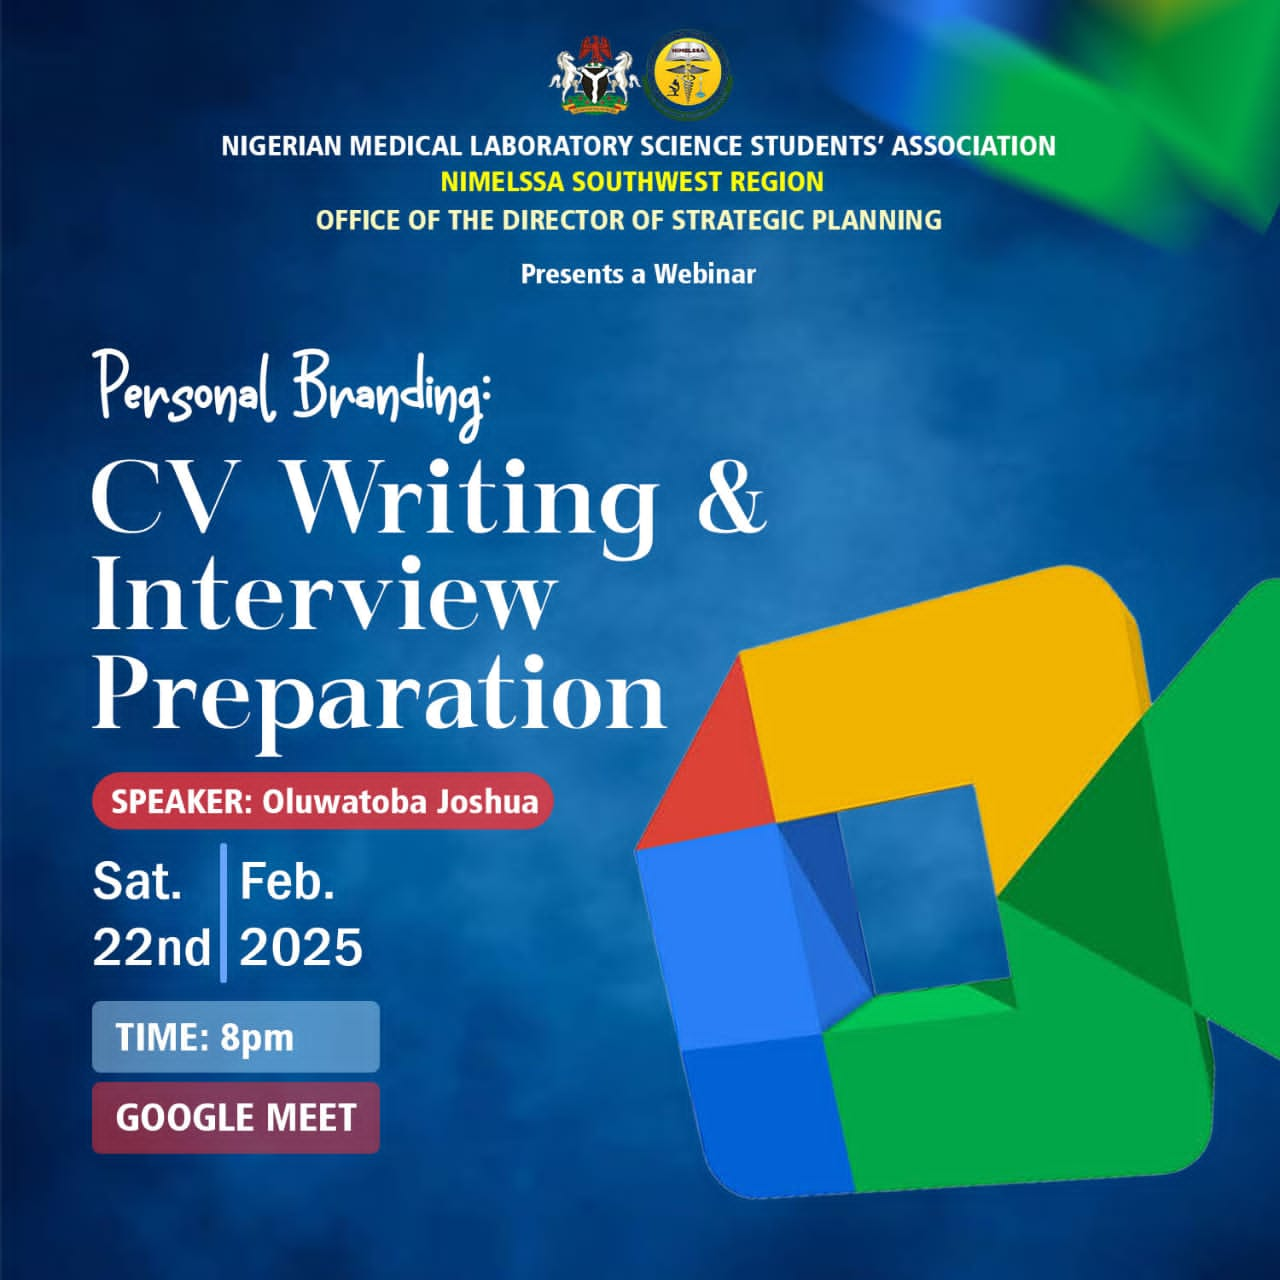 NIMELSSA
NIGERIAN MEDICAL LABORATORY SCIENCE STUDENTS’ ASSOCIATION
NIMELSSA SOUTHWEST REGION
OFFICE OF THE DIRECTOR OF STRATEGIC PLANNING
Presents a Webinar
Personal Branding:
CV Writing &
Interview
Preparation
SPEAKER: Oluwatoba Joshua
Sat. Feb.
22nd 2025
TIME: 8pm
GOOGLE MEET